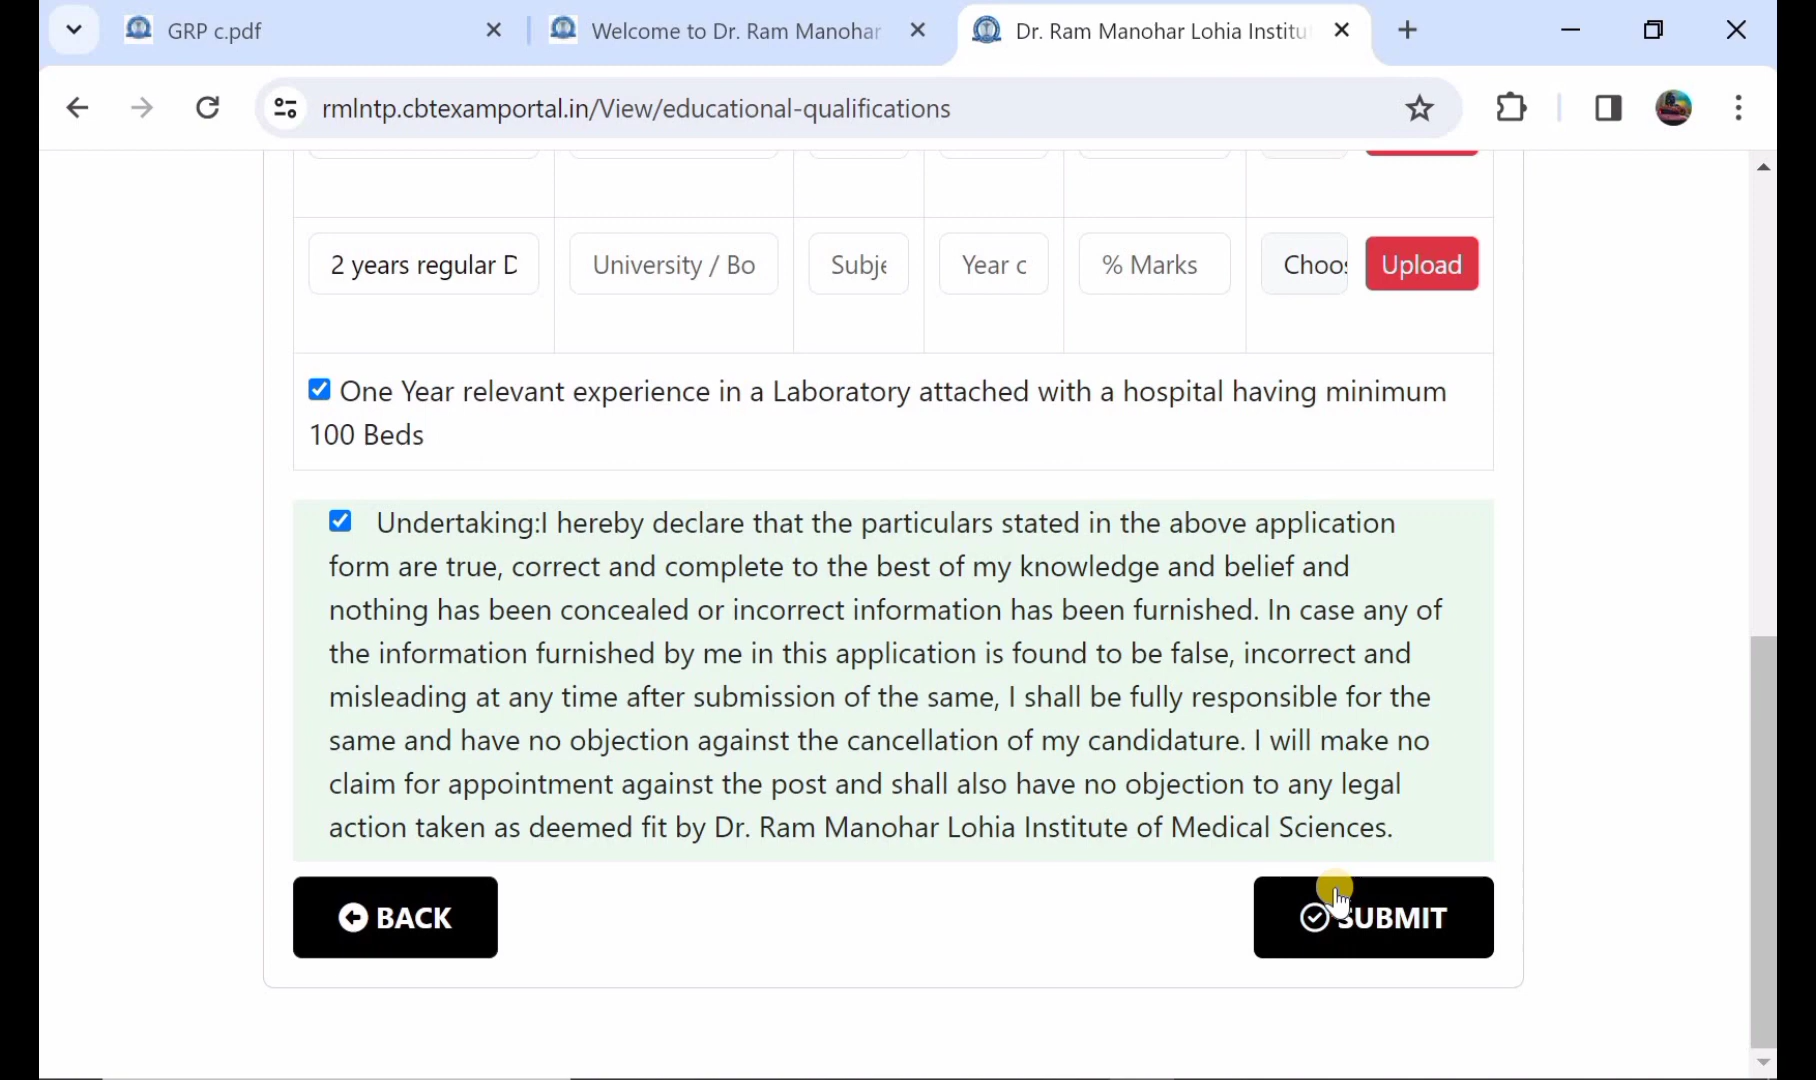 GRP c.pdf
Welcome to Dr. Ram Manohar
Dr. Ram Manohar Lohia Institu
rmlntp.cbtexamportal.in/View/educational-qualifications
2 years regular D
University / Bo
Subje
Year c
% Marks
Choos
Upload
One Year relevant experience in a Laboratory attached with a hospital having minimum
100 Beds
Undertaking:I hereby declare that the particulars stated in the above application
form are true, correct and complete to the best of my knowledge and belief and
nothing has been concealed or incorrect information has been furnished. In case any of
the information furnished by me in this application is found to be false, incorrect and
misleading at any time after submission of the same, I shall be fully responsible for the
same and have no objection against the cancellation of my candidature. I will make no
claim for appointment against the post and shall also have no objection to any legal
action taken as deemed fit by Dr. Ram Manohar Lohia Institute of Medical Sciences.
BACK
SUBMIT